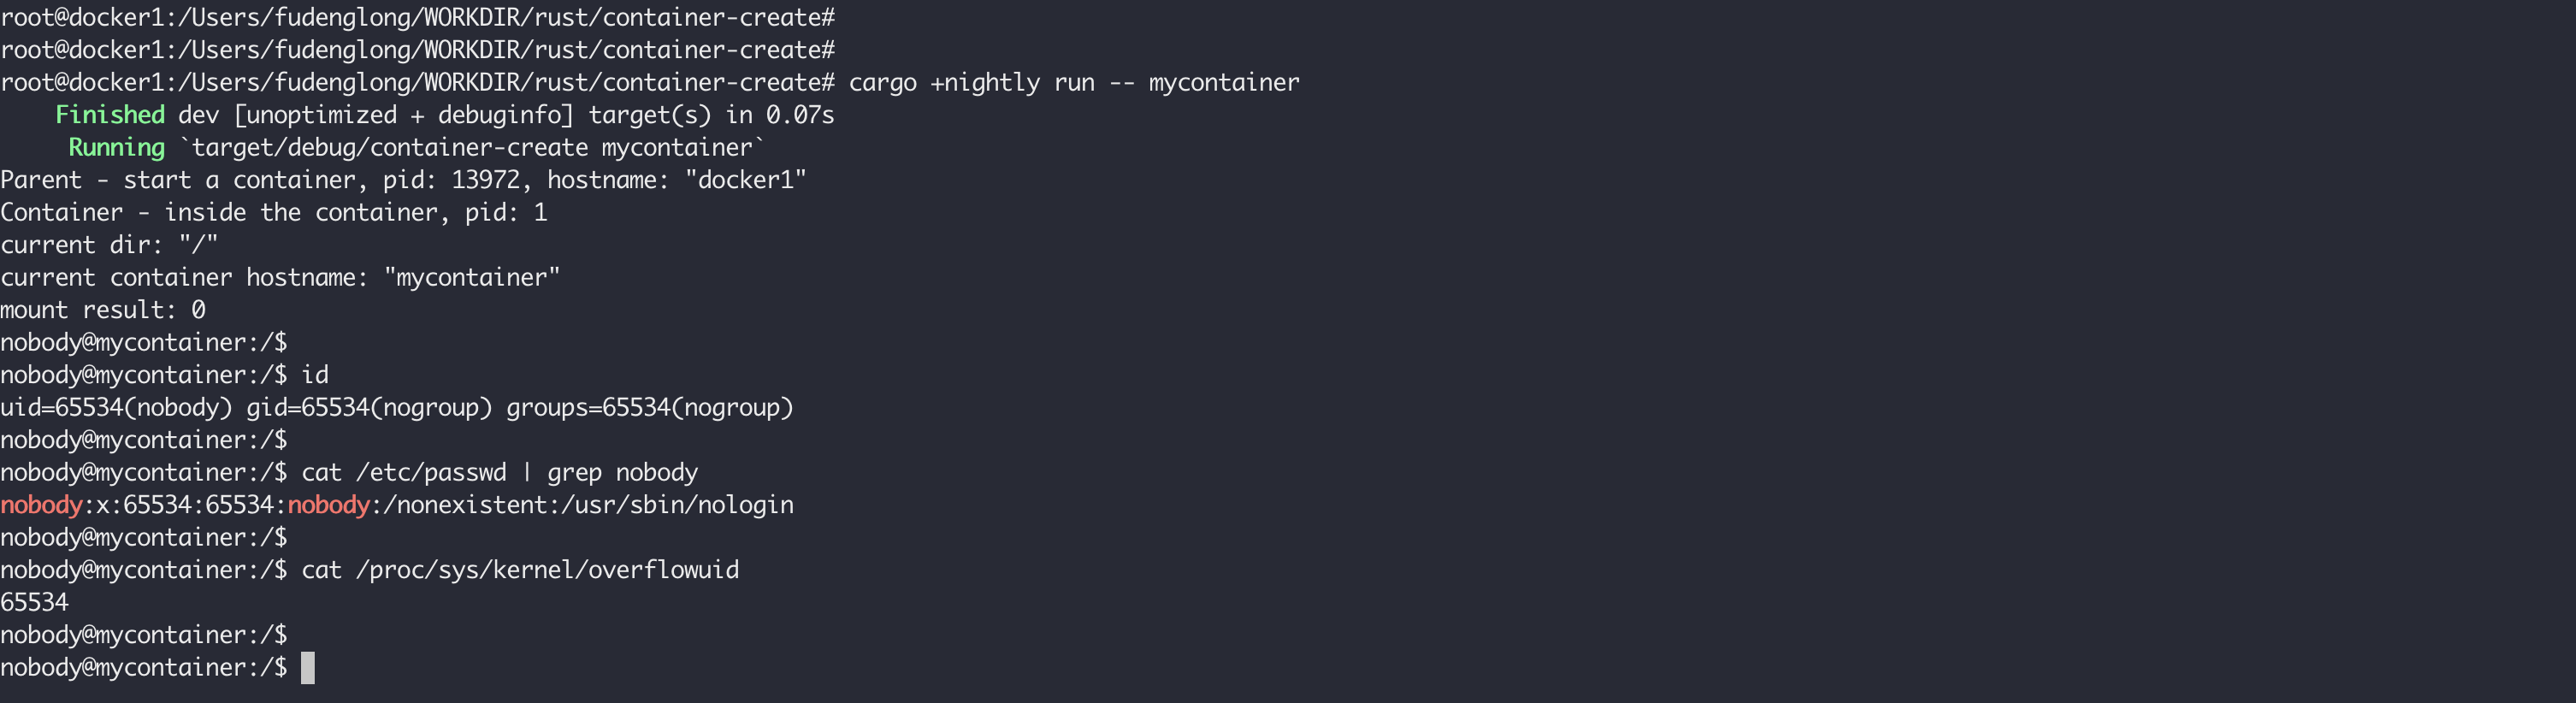 root@docker1:/Users/fudenglong/WORKDIR/rust/container-create#
root@docker1:/Users/fudenglong/WORKDIR/rust/container-create#
root@docker1:/Users/fudenglong/WORKDIR/rust/container-create# cargo +nightly run -- mycontainer
    Finished dev [unoptimized + debuginfo] target(s) in 0.07s
     Running `target/debug/container-create mycontainer`
Parent - start a container, pid: 13972, hostname: "docker1"
Container - inside the container, pid: 1
current dir: "/"
current container hostname: "mycontainer"
mount result: 0
nobody@mycontainer:/$
nobody@mycontainer:/$ id
uid=65534(nobody) gid=65534(nogroup) groups=65534(nogroup)
nobody@mycontainer:/$
nobody@mycontainer:/$ cat /etc/passwd | grep nobody
nobody:x:65534:65534:nobody:/nonexistent:/usr/sbin/nologin
nobody@mycontainer:/$
nobody@mycontainer:/$ cat /proc/sys/kernel/overflowuid
65534
nobody@mycontainer:/$
nobody@mycontainer:/$